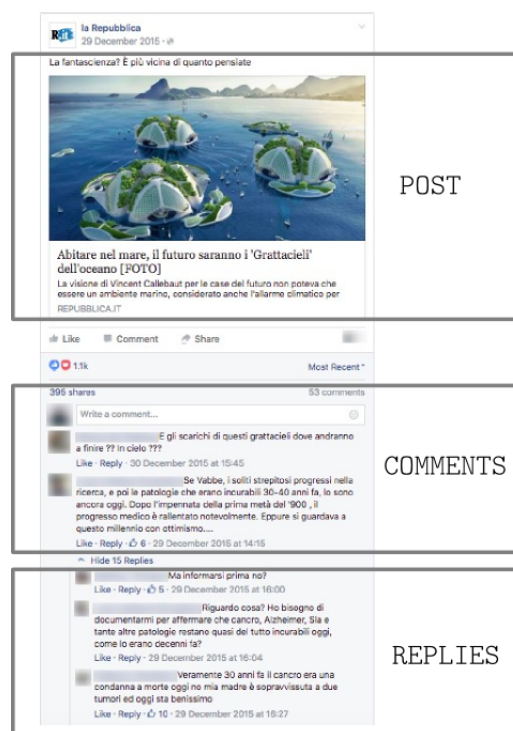 R.it
la Repubblica
29 December 2015 ·
La fantascienza? È più vicina di quanto pensiate
POST
Abitare nel mare, il futuro saranno i 'Grattacieli'
dell'oceano [FOTO]
La visione di Vincent Callebaut per le case del futuro non poteva che
essere un ambiente marino, considerato anche l'allarme climatico per
REPUBBLICA.IT
Like Comment Share
1.1k Most Recent
395 shares 53 comments
Write a comment...
E gli scarichi di questi grattacieli dove andranno
a finire ?? In cielo ???
Like · Reply · 30 December 2015 at 15:45
COMMENTS
Se Vabbe, i soliti strepitosi progressi nella
ricerca, e poi le patologie che erano incurabili 30-40 anni fa, lo sono
ancora oggi. Dopo l'impennata della prima metà del '900 , il
progresso medico è rallentato notevolmente. Eppure si guardava a
questo millennio con ottimismo....
Like · Reply · 6 · 29 December 2015 at 14:15
Hide 15 Replies
Ma informarsi prima no?
Like · Reply · 5 · 29 December 2015 at 16:00
Riguardo cosa? Ho bisogno di
documentarmi per affermare che cancro, Alzheimer, Sla e
tante altre patologie restano quasi del tutto incurabili oggi,
come lo erano decenni fa?
Like · Reply · 29 December 2015 at 16:04
REPLIES
Veramente 30 anni fa il cancro era una
condanna a morte oggi no mia madre è sopravvissuta a due
tumori ed oggi sta benissimo
Like · Reply · 10 · 29 December 2015 at 16:27